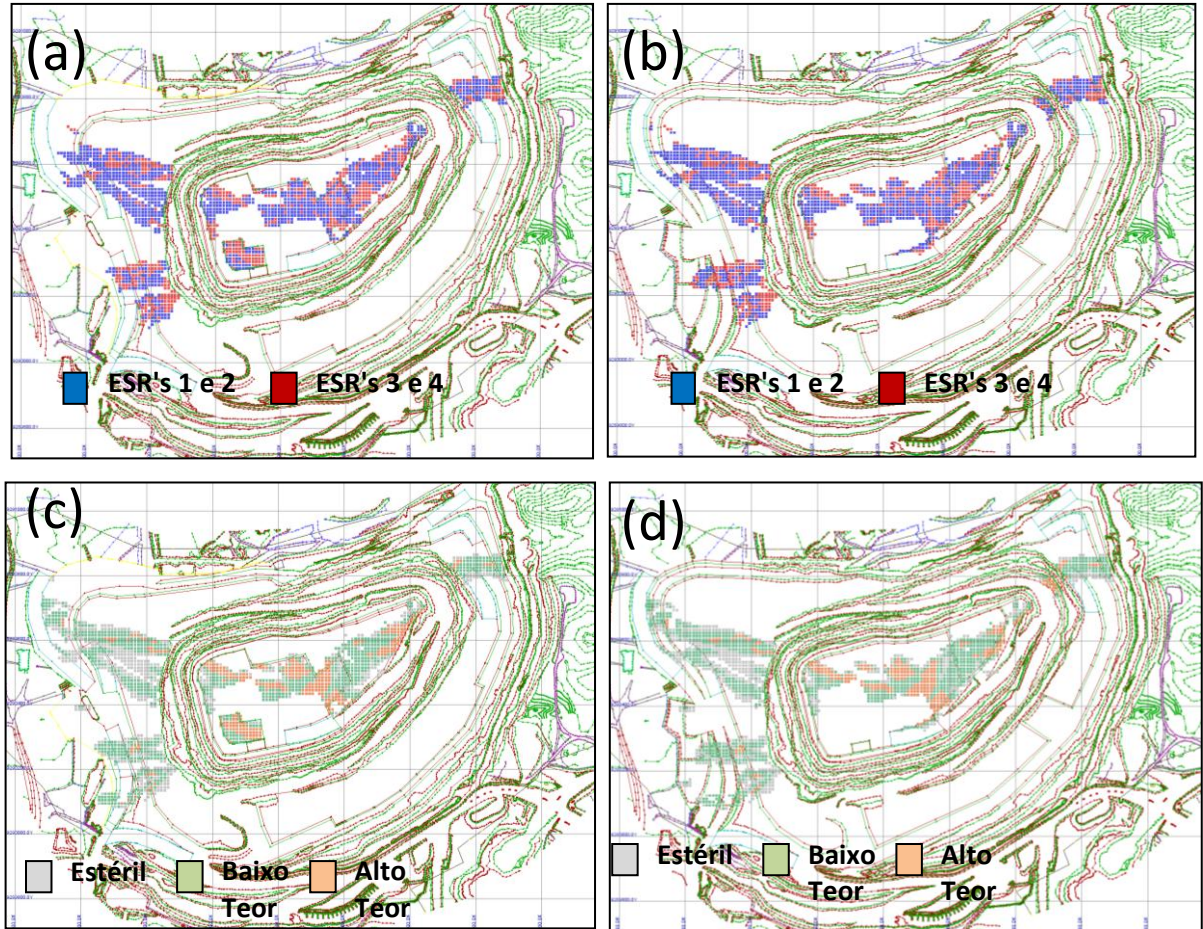 (a)
(b)
ESR's 1 e 2
ESR's 3 e 4
ESR's 1 e 2
ESR's 3 e 4
(c)
(d)
Estéril
Baixo
Teor
Alto
Teor
Estéril
Baixo
Teor
Alto
Teor